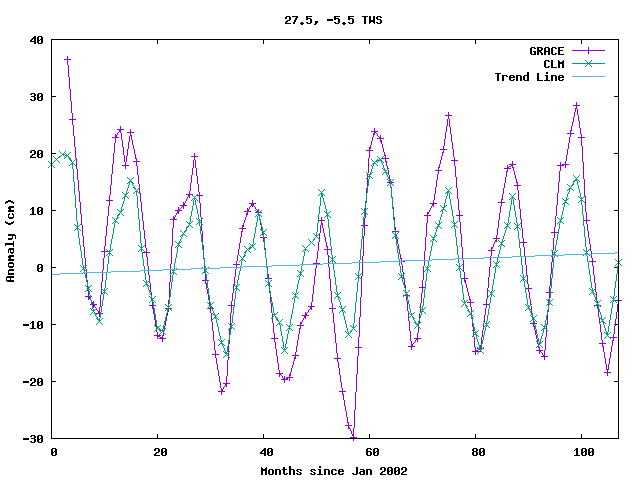 27.5, -5.5 TWS
GRACE
CLM
Trend Line
Anomaly (cm)
40
30
20
10
0
-10
-20
-30
0 20 40 60 80 100
Months since Jan 2002